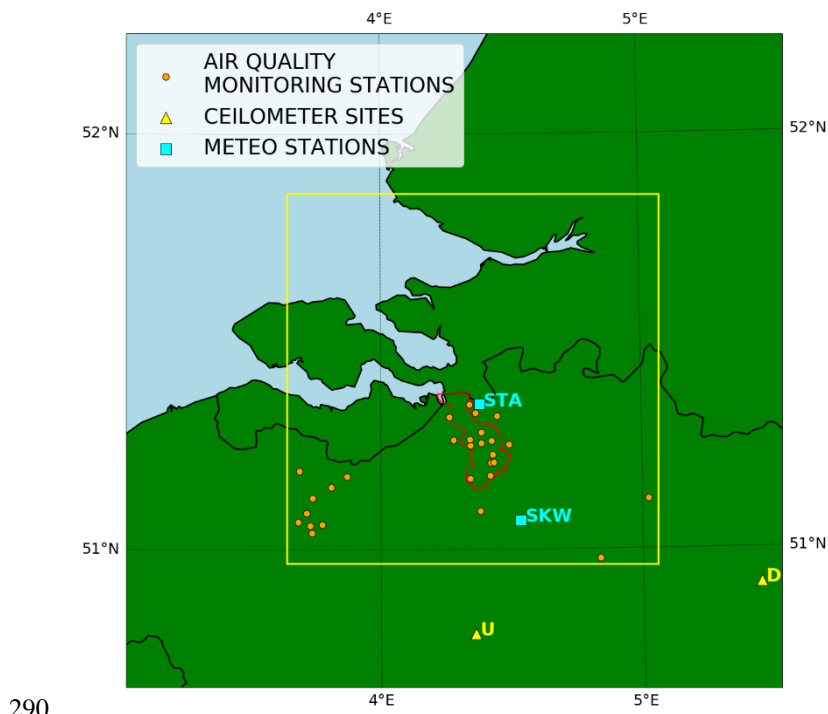 4°E 5°E
AIR QUALITY
MONITORING STATIONS
CEILOMETER SITES
METEO STATIONS
52°N 52°N
STA
SKW
51°N 51°N
D
U
4°E 5°E
290